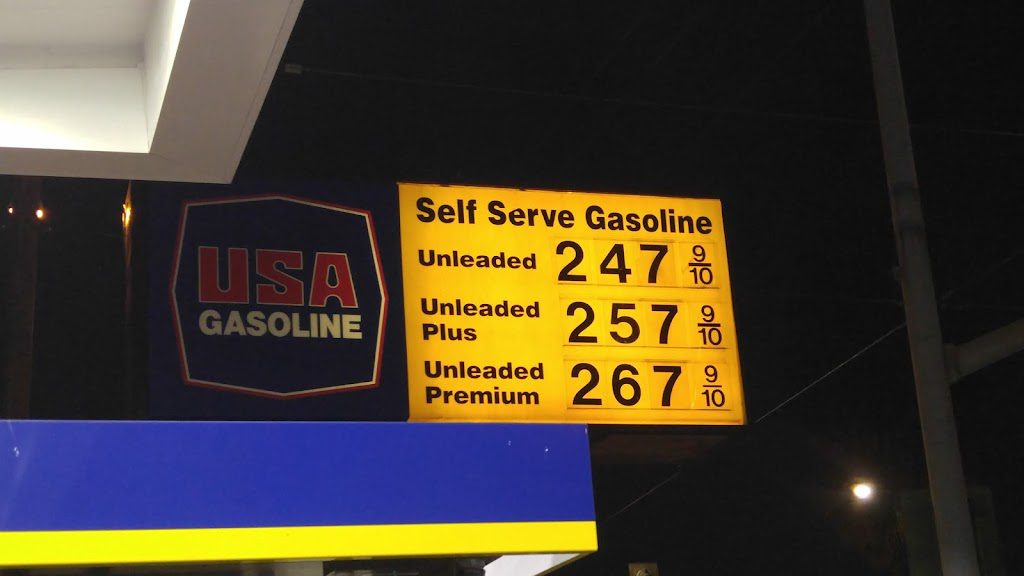 USA
GASOLINE
Self Serve Gasoline
Unleaded 247 9/10
Unleaded
Plus 257 9/10
Unleaded
Premium 267 9/10